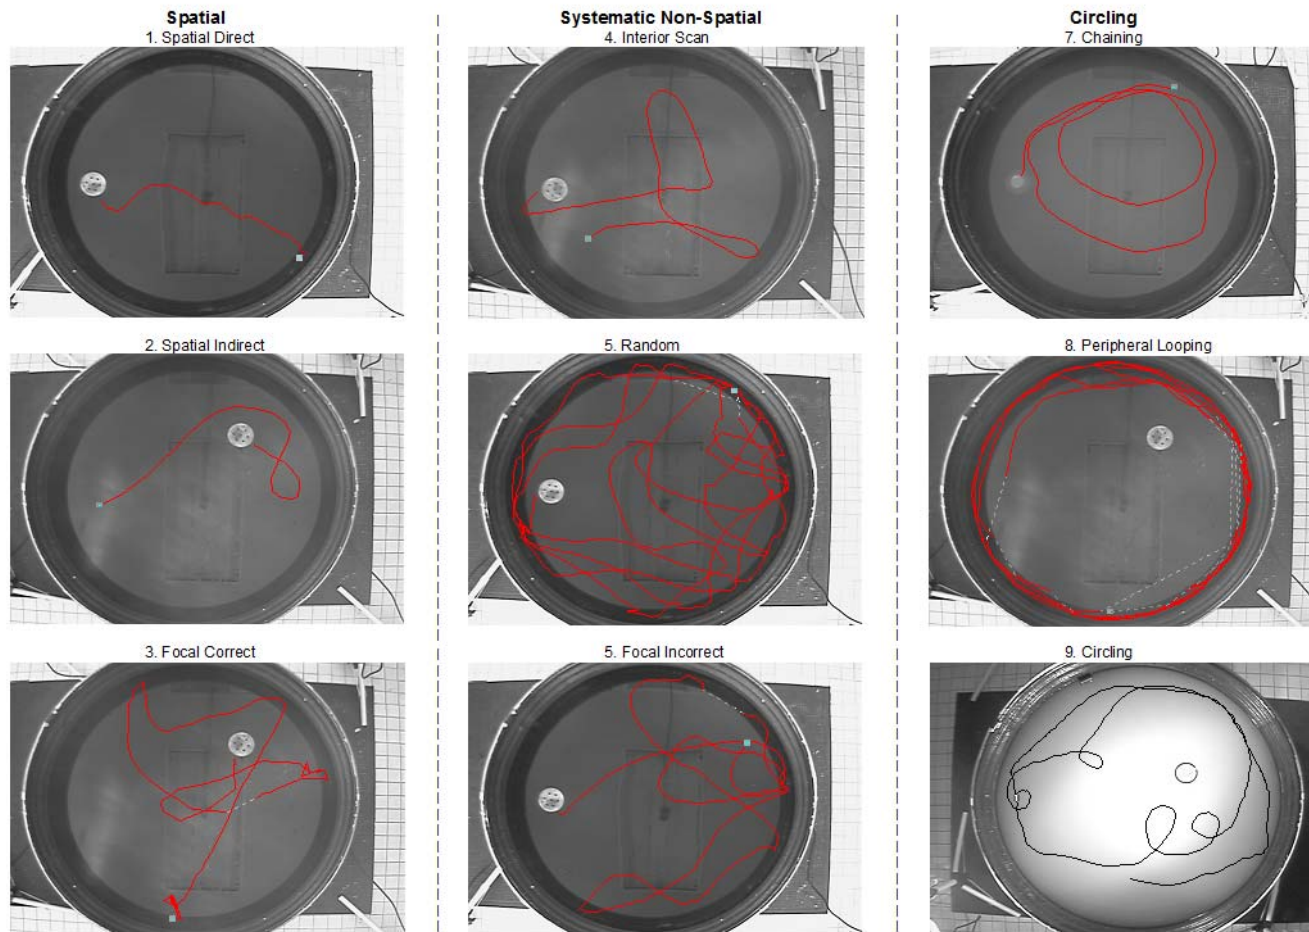 Spatial
Systematic Non-Spatial
Circling
1. Spatial Direct
4. Interior Scan
7. Chaining
2. Spatial Indirect
5. Random
8. Peripheral Looping
3. Focal Correct
5. Focal Incorrect
9. Circling